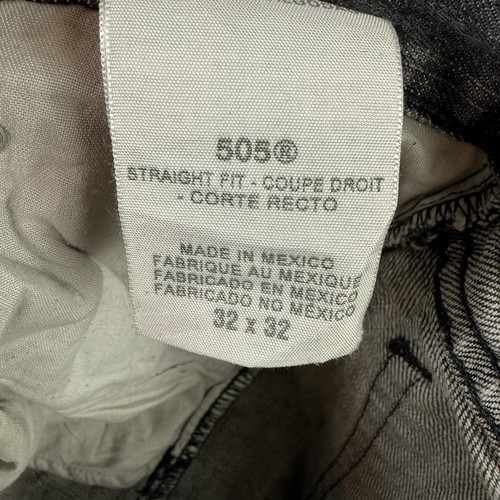 505®
STRAIGHT FIT - COUPE DROIT
- CORTE RECTO
MADE IN MEXICO
FABRIQUE AU MEXIQUE
FABRICADO EN MEXICO
FABRICADO NO MÉXICO
32 x 32